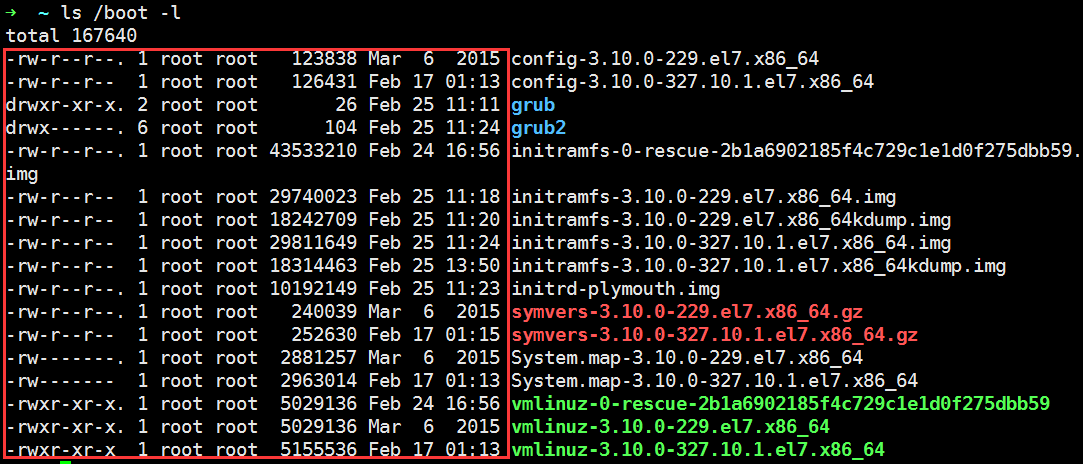 →  ~ ls /boot -l
total 167640
-rw-r--r--. 1 root root   123838 Mar  6  2015 config-3.10.0-229.el7.x86_64
-rw-r--r--  1 root root   126431 Feb 17 01:13 config-3.10.0-327.10.1.el7.x86_64
drwxr-xr-x. 2 root root       26 Feb 25 11:11 grub
drwx------. 6 root root      104 Feb 25 11:24 grub2
-rw-r--r--. 1 root root 43533210 Feb 24 16:56 initramfs-0-rescue-2b1a6902185f4c729c1e1d0f275dbb59.
img
-rw-r--r--  1 root root 29740023 Feb 25 11:18 initramfs-3.10.0-229.el7.x86_64.img
-rw-r--r--  1 root root 18242709 Feb 25 11:20 initramfs-3.10.0-229.el7.x86_64kdump.img
-rw-r--r--  1 root root 29811649 Feb 25 11:24 initramfs-3.10.0-327.10.1.el7.x86_64.img
-rw-r--r--  1 root root 18314463 Feb 25 13:50 initramfs-3.10.0-327.10.1.el7.x86_64kdump.img
-rw-r--r--. 1 root root 10192149 Feb 25 11:23 initrd-plymouth.img
-rw-r--r--. 1 root root   240039 Mar  6  2015 symvers-3.10.0-229.el7.x86_64.gz
-rw-r--r--  1 root root   252630 Feb 17 01:15 symvers-3.10.0-327.10.1.el7.x86_64.gz
-rw-------. 1 root root  2881257 Mar  6  2015 System.map-3.10.0-229.el7.x86_64
-rw-------  1 root root  2963014 Feb 17 01:13 System.map-3.10.0-327.10.1.el7.x86_64
-rwxr-xr-x. 1 root root  5029136 Feb 24 16:56 vmlinuz-0-rescue-2b1a6902185f4c729c1e1d0f275dbb59
-rwxr-xr-x. 1 root root  5029136 Mar  6  2015 vmlinuz-3.10.0-229.el7.x86_64
-rwxr-xr-x  1 root root  5155536 Feb 17 01:13 vmlinuz-3.10.0-327.10.1.el7.x86_64